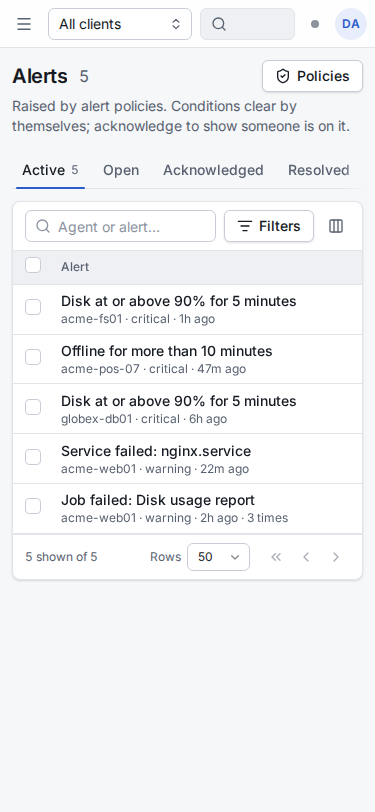 All clients
DA
Alerts 5
Policies
Raised by alert policies. Conditions clear by
themselves; acknowledge to show someone is on it.
Active 5 Open Acknowledged Resolved
Agent or alert...
Filters
Alert
Disk at or above 90% for 5 minutes
acme-fs01 · critical · 1h ago
Offline for more than 10 minutes
acme-pos-07 · critical · 47m ago
Disk at or above 90% for 5 minutes
globex-db01 · critical · 6h ago
Service failed: nginx.service
acme-web01 · warning · 22m ago
Job failed: Disk usage report
acme-web01 · warning · 2h ago · 3 times
5 shown of 5
Rows 50